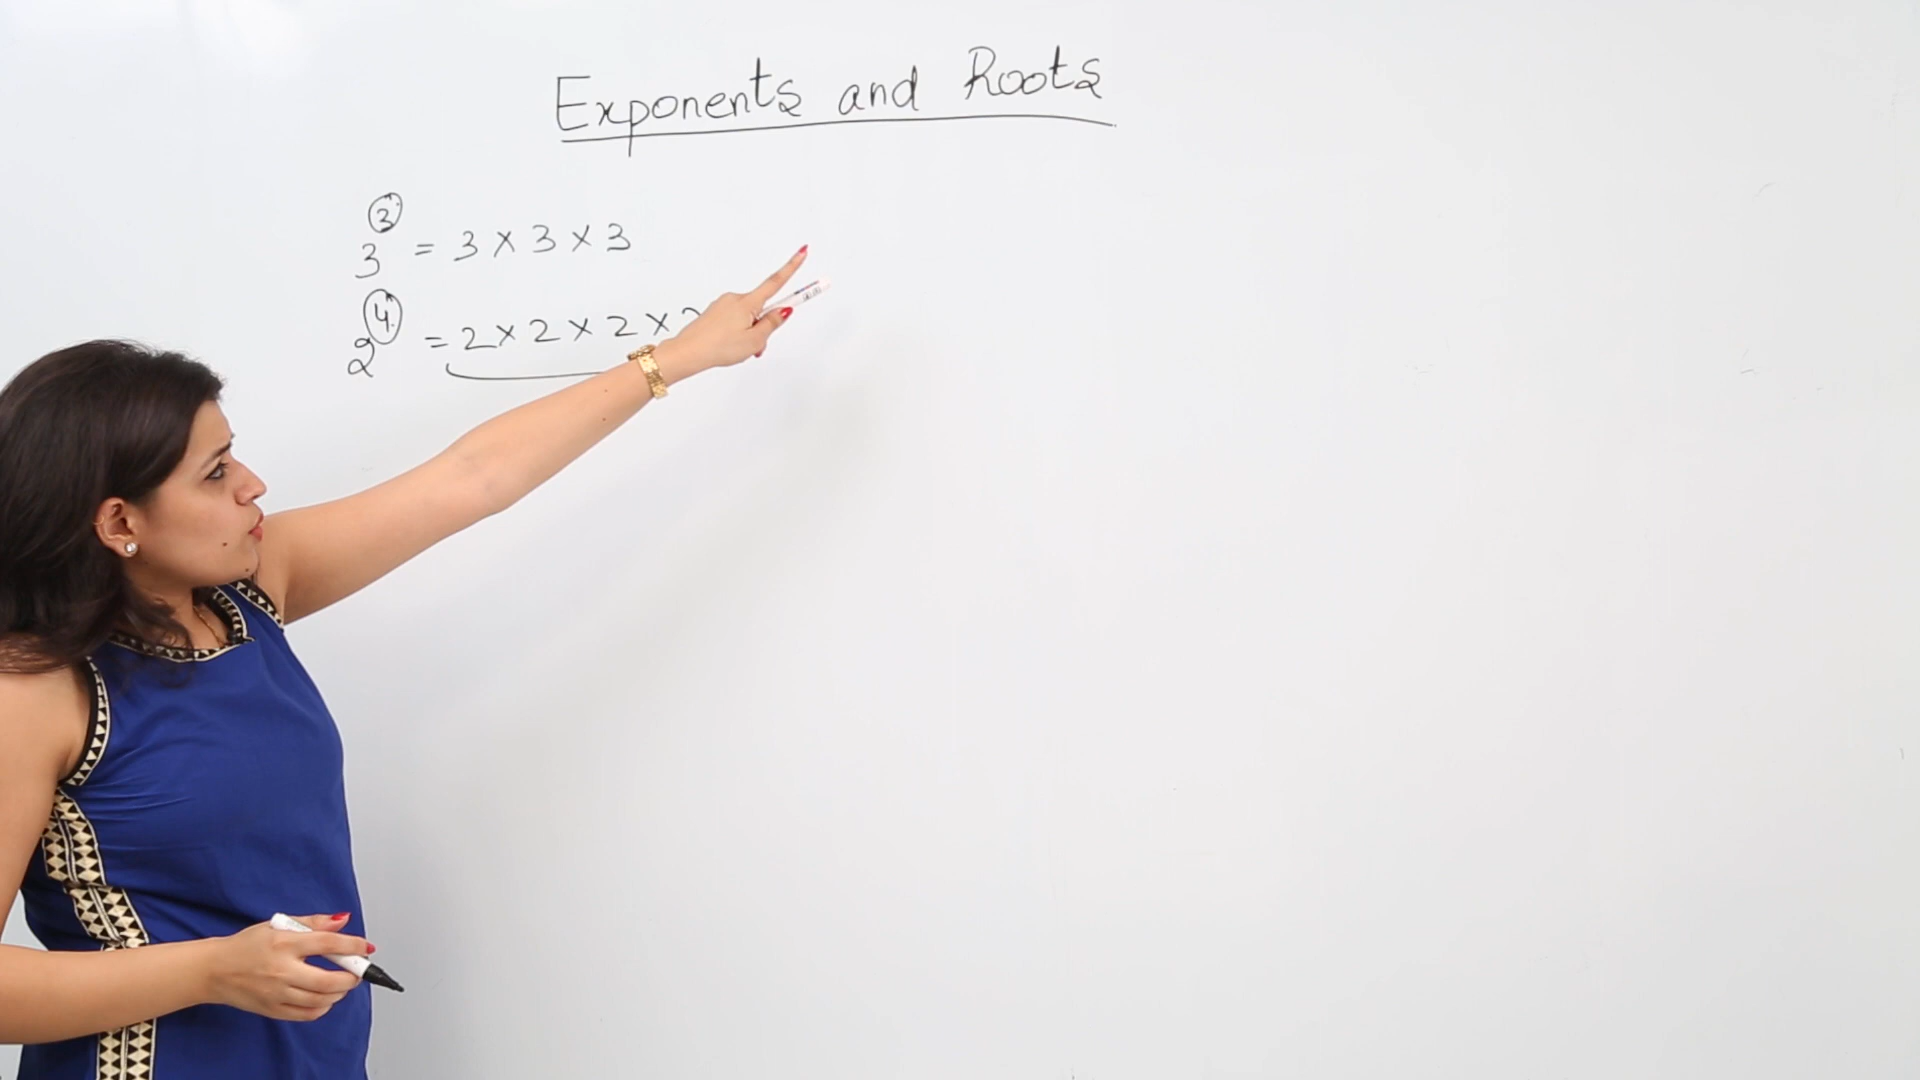 Exponents and Roots
3³ = 3 × 3 × 3
2⁴ = 2 × 2 × 2 ×